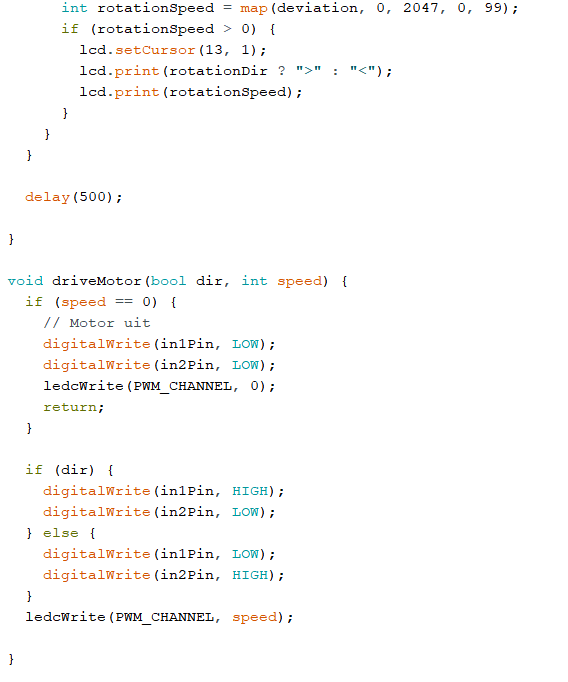 int rotationSpeed = map(deviation, 0, 2047, 0, 99);
      if (rotationSpeed > 0) {
        lcd.setCursor(13, 1);
        lcd.print(rotationDir ? ">" : "<");
        lcd.print(rotationSpeed);
      }
    }
  }

  delay(500);

}

void driveMotor(bool dir, int speed) {
  if (speed == 0) {
    // Motor uit
    digitalWrite(in1Pin, LOW);
    digitalWrite(in2Pin, LOW);
    ledcWrite(PWM_CHANNEL, 0);
    return;
  }

  if (dir) {
    digitalWrite(in1Pin, HIGH);
    digitalWrite(in2Pin, LOW);
  } else {
    digitalWrite(in1Pin, LOW);
    digitalWrite(in2Pin, HIGH);
  }
  ledcWrite(PWM_CHANNEL, speed);

}